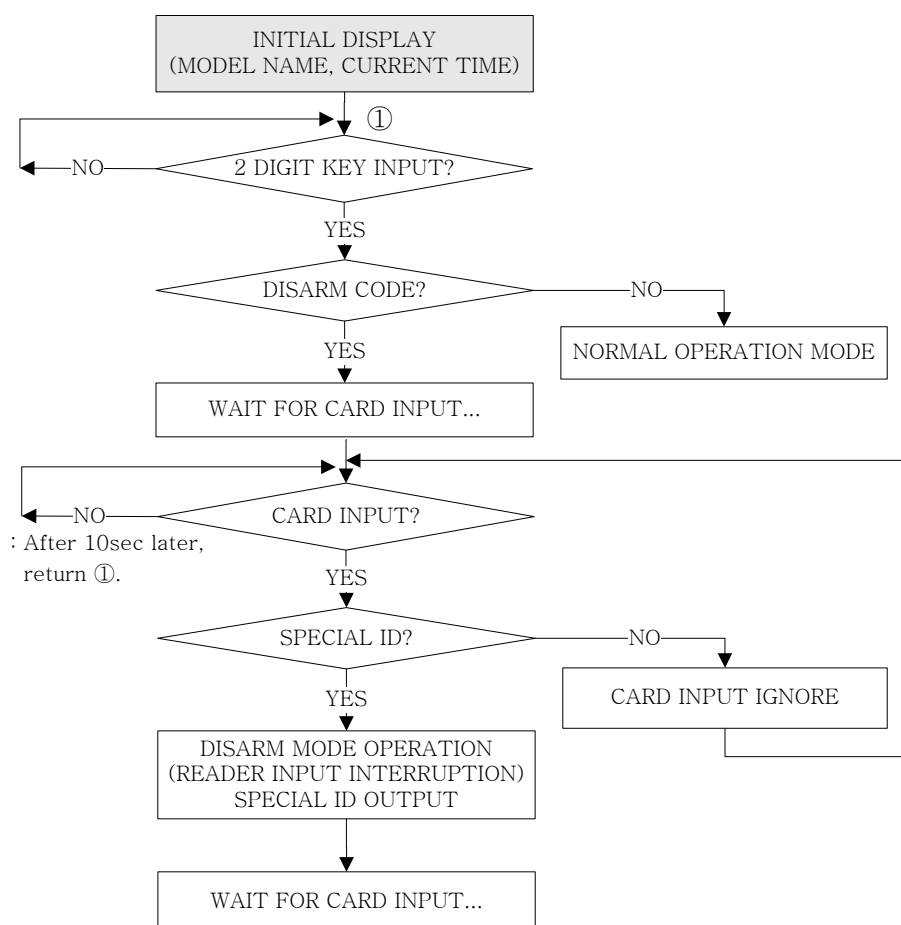 INITIAL DISPLAY
(MODEL NAME, CURRENT TIME)
①
2 DIGIT KEY INPUT?
NO
YES
DISARM CODE?
NO
NORMAL OPERATION MODE
YES
WAIT FOR CARD INPUT...
CARD INPUT?
NO
: After 10sec later,
return ①.
YES
SPECIAL ID?
NO
CARD INPUT IGNORE
YES
DISARM MODE OPERATION
(READER INPUT INTERRUPTION)
SPECIAL ID OUTPUT
WAIT FOR CARD INPUT...